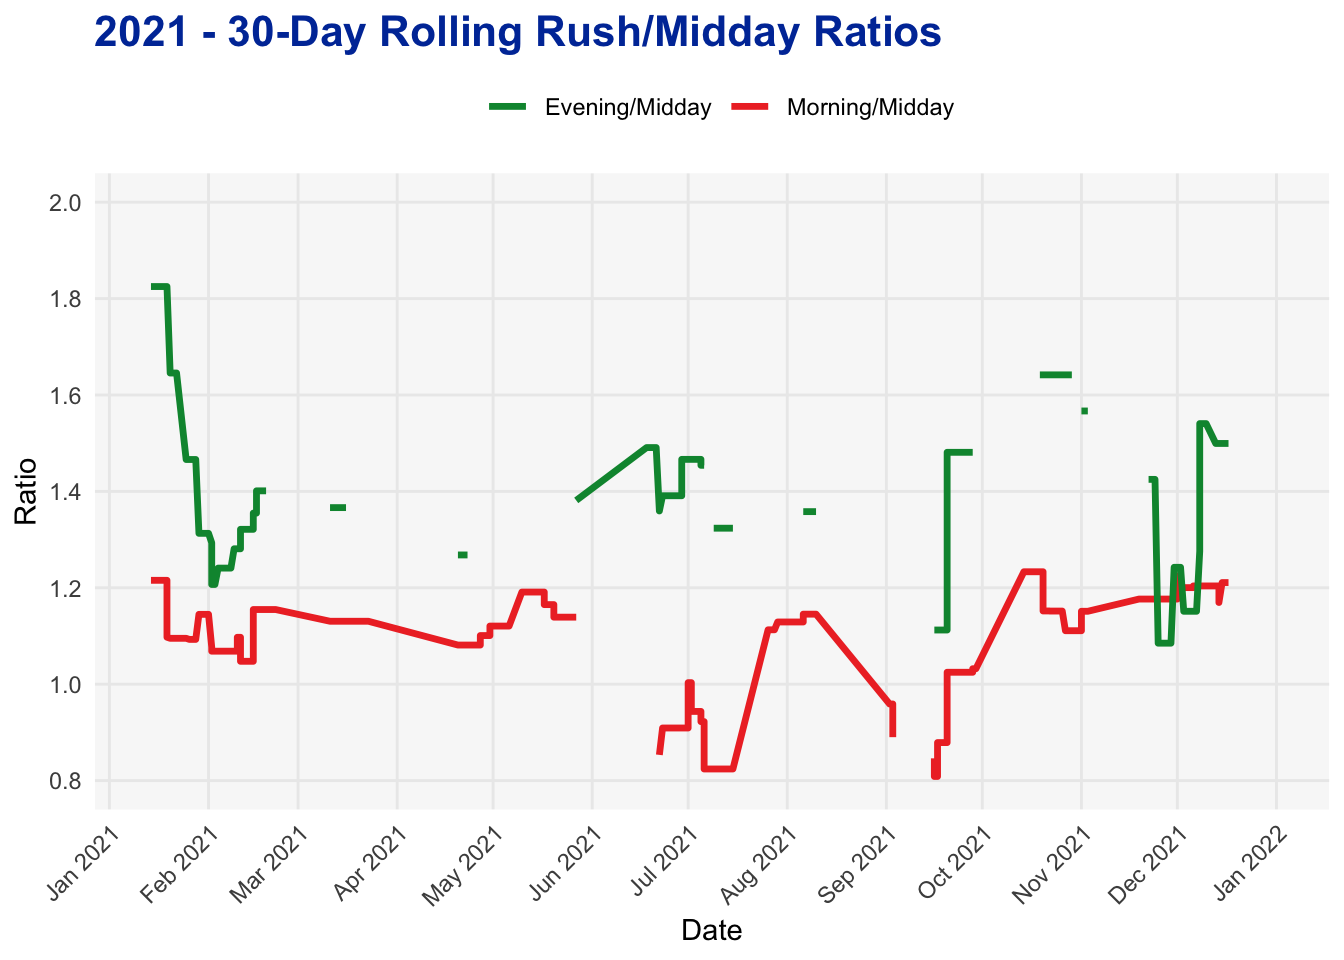 2021 - 30-Day Rolling Rush/Midday Ratios
Evening/Midday
Morning/Midday
2.0
1.8
1.6
1.4
1.2
1.0
0.8
Ratio
Jan 2021
Feb 2021
Mar 2021
Apr 2021
May 2021
Jun 2021
Jul 2021
Aug 2021
Sep 2021
Oct 2021
Nov 2021
Dec 2021
Jan 2022
Date